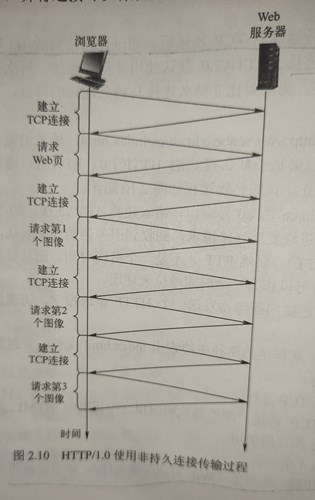 Web
服务器
浏览器
建立
TCP连接
请求
Web页
建立
TCP连接
请求第1
个图像
建立
TCP连接
请求第2
个图像
建立
TCP连接
请求第3
个图像
时间
图 2.10 HTTP/1.0 使用非持久连接传输过程